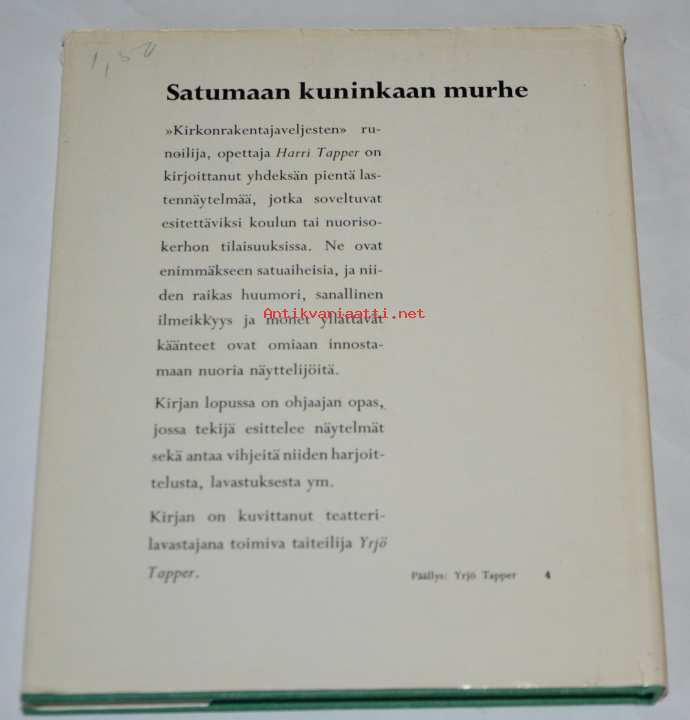 1,50
Satumaan kuninkaan murhe
»Kirkonrakentajaveljesten» ru-
noilija, opettaja Harri Tapper on
kirjoittanut yhdeksän pientä las-
tennäytelmää, jotka soveltuvat
esitettäviksi koulun tai nuoriso-
kerhon tilaisuuksissa. Ne ovat
enimmäkseen satuaiheisia, ja nii-
den raikas huumori, sanallinen
Antikvariaatti.net
ilmeikkyys ja monet yllättävät
käänteet ovat omiaan innosta-
maan nuoria näyttelijöitä.
Kirjan lopussa on ohjaajan opas,
jossa tekijä esittelee näytelmät
sekä antaa vihjeitä niiden harjoit-
telusta, lavastuksesta ym.
Kirjan on kuvittanut teatteri-
lavastajana toimiva taiteilija Yrjö
Tapper.
Päällys: Yrjö Tapper 4